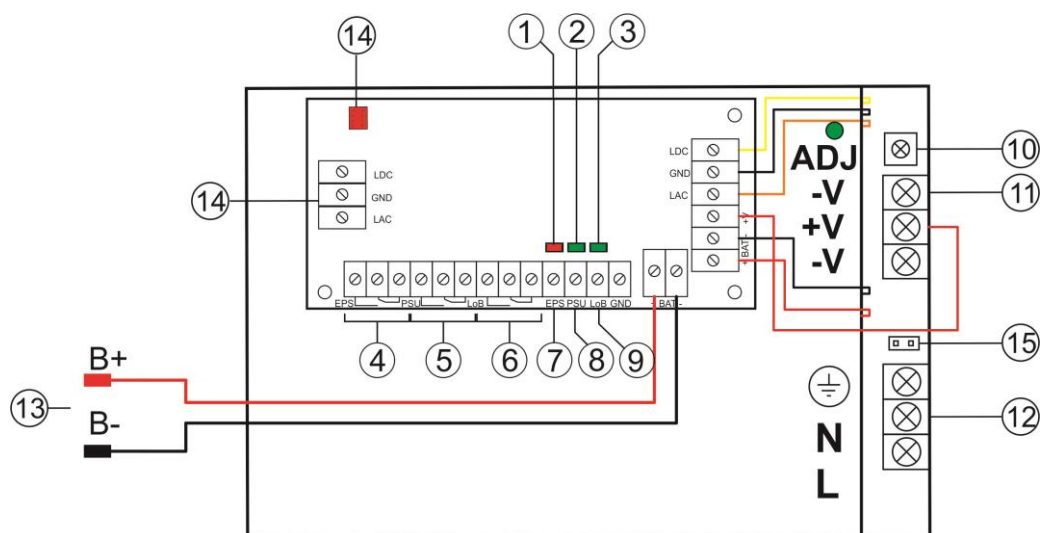 1 2 3
14
LDC
GND
LAC
14
LDC
GND
LAC
+V
- BAT +
ADJ
-V
+V
-V
10
11
EPS PSU LoB EPS PSU LoB GND
+ BAT -
4 5 6 7 8 9
15
B+
13
B-
12
N
L